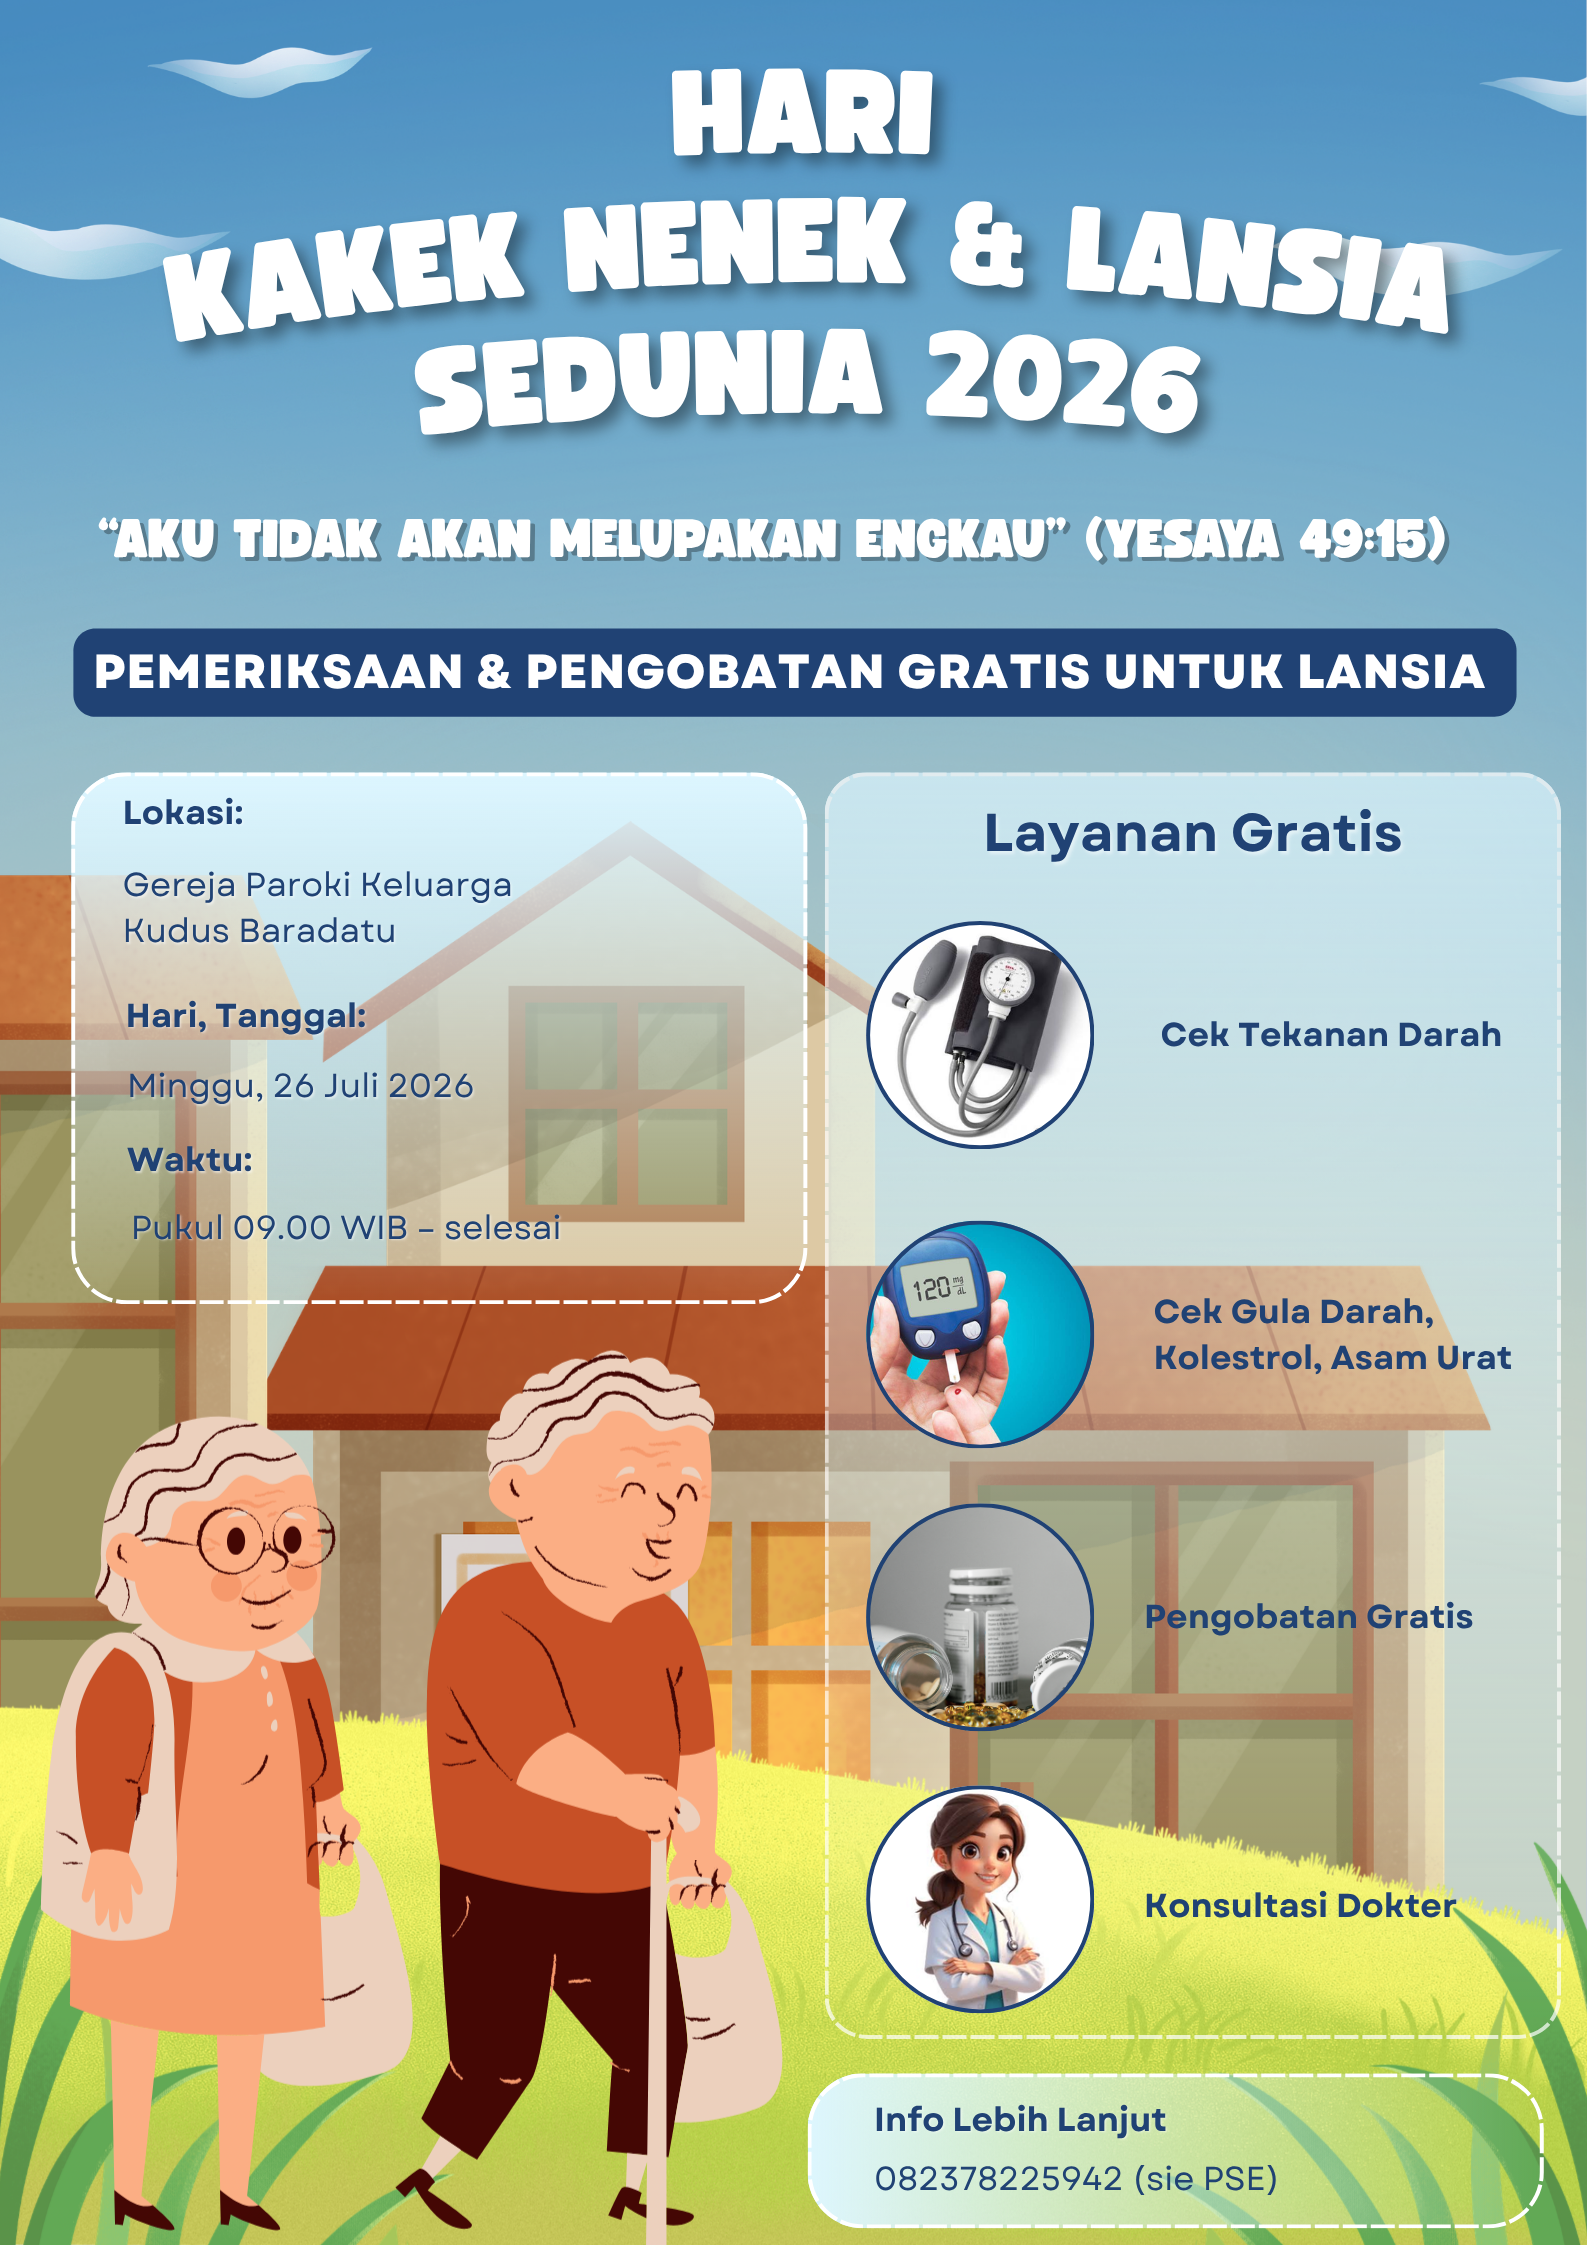 HARI
KAKEK NENEK & LANSIA
SEDUNIA 2026
“AKU TIDAK AKAN MELUPAKAN ENGKAU” (YESAYA 49:15)
PEMERIKSAAN & PENGOBATAN GRATIS UNTUK LANSIA
Lokasi:
Gereja Paroki Keluarga
Kudus Baradatu
Hari, Tanggal:
Minggu, 26 Juli 2026
Waktu:
Pukul 09.00 WIB – selesai
Layanan Gratis
Cek Tekanan Darah
120 mg/dL
Cek Gula Darah,
Kolestrol, Asam Urat
Pengobatan Gratis
Konsultasi Dokter
Info Lebih Lanjut
082378225942 (sie PSE)